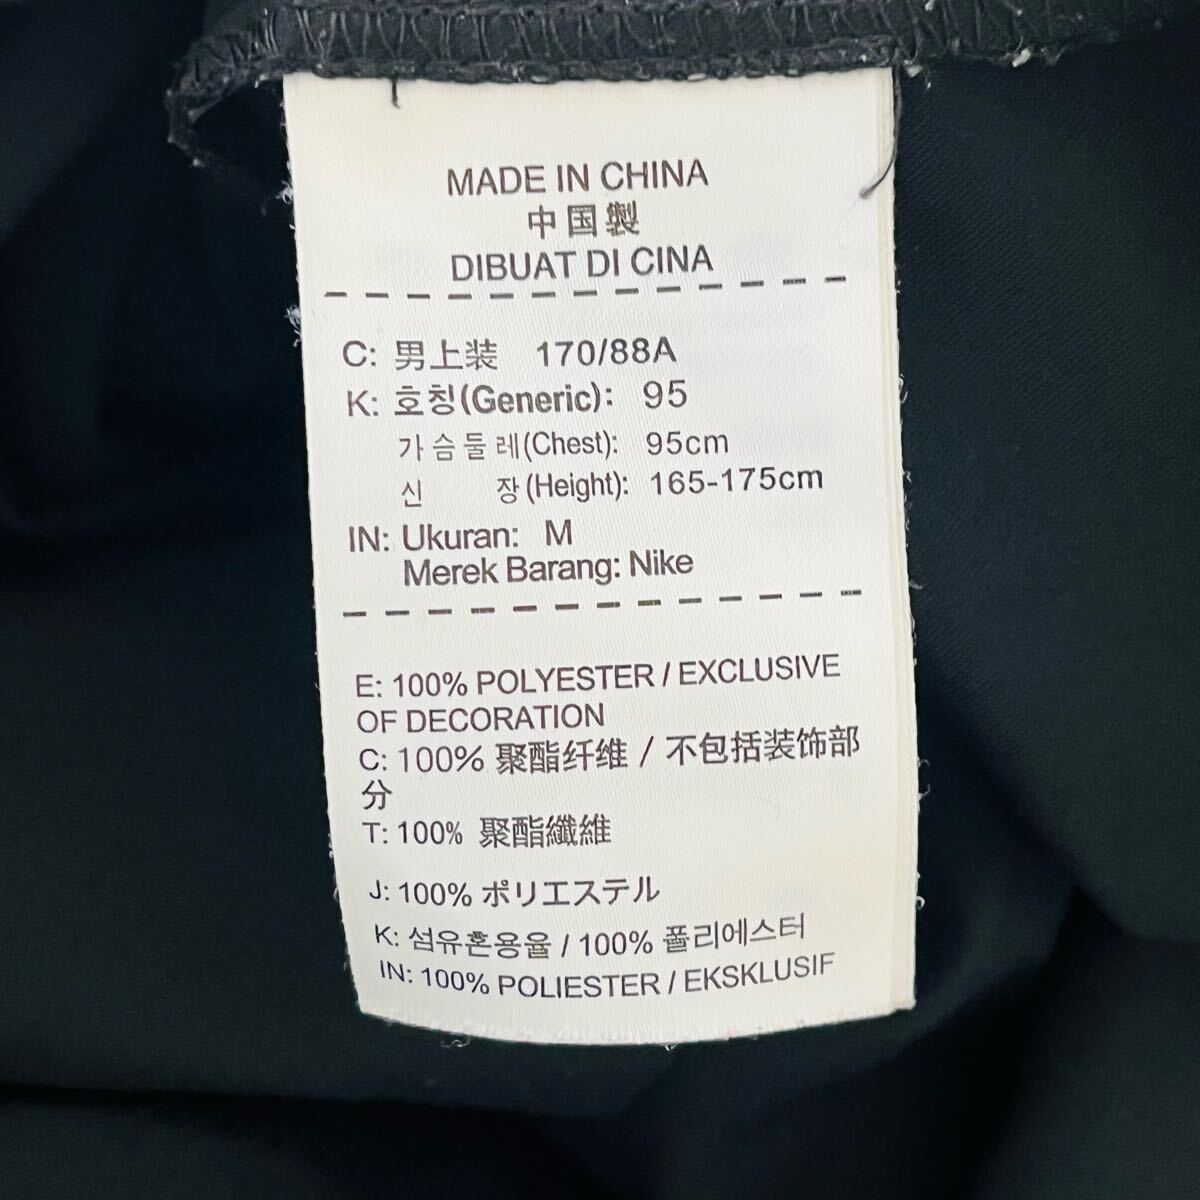 MADE IN CHINA
中国製
DIBUAT DI CINA
C: 男上装 170/88A
K: 호칭(Generic): 95
가슴둘레(Chest): 95cm
신 장(Height): 165-175cm
IN: Ukuran: M
Merek Barang: Nike
E: 100% POLYESTER / EXCLUSIVE
OF DECORATION
C: 100% 聚酯纤维 / 不包括装饰部
分
T: 100% 聚酯纖維
J: 100% ポリエステル
K: 섬유혼용율 / 100% 폴리에스터
IN: 100% POLIESTER / EKSKLUSIF